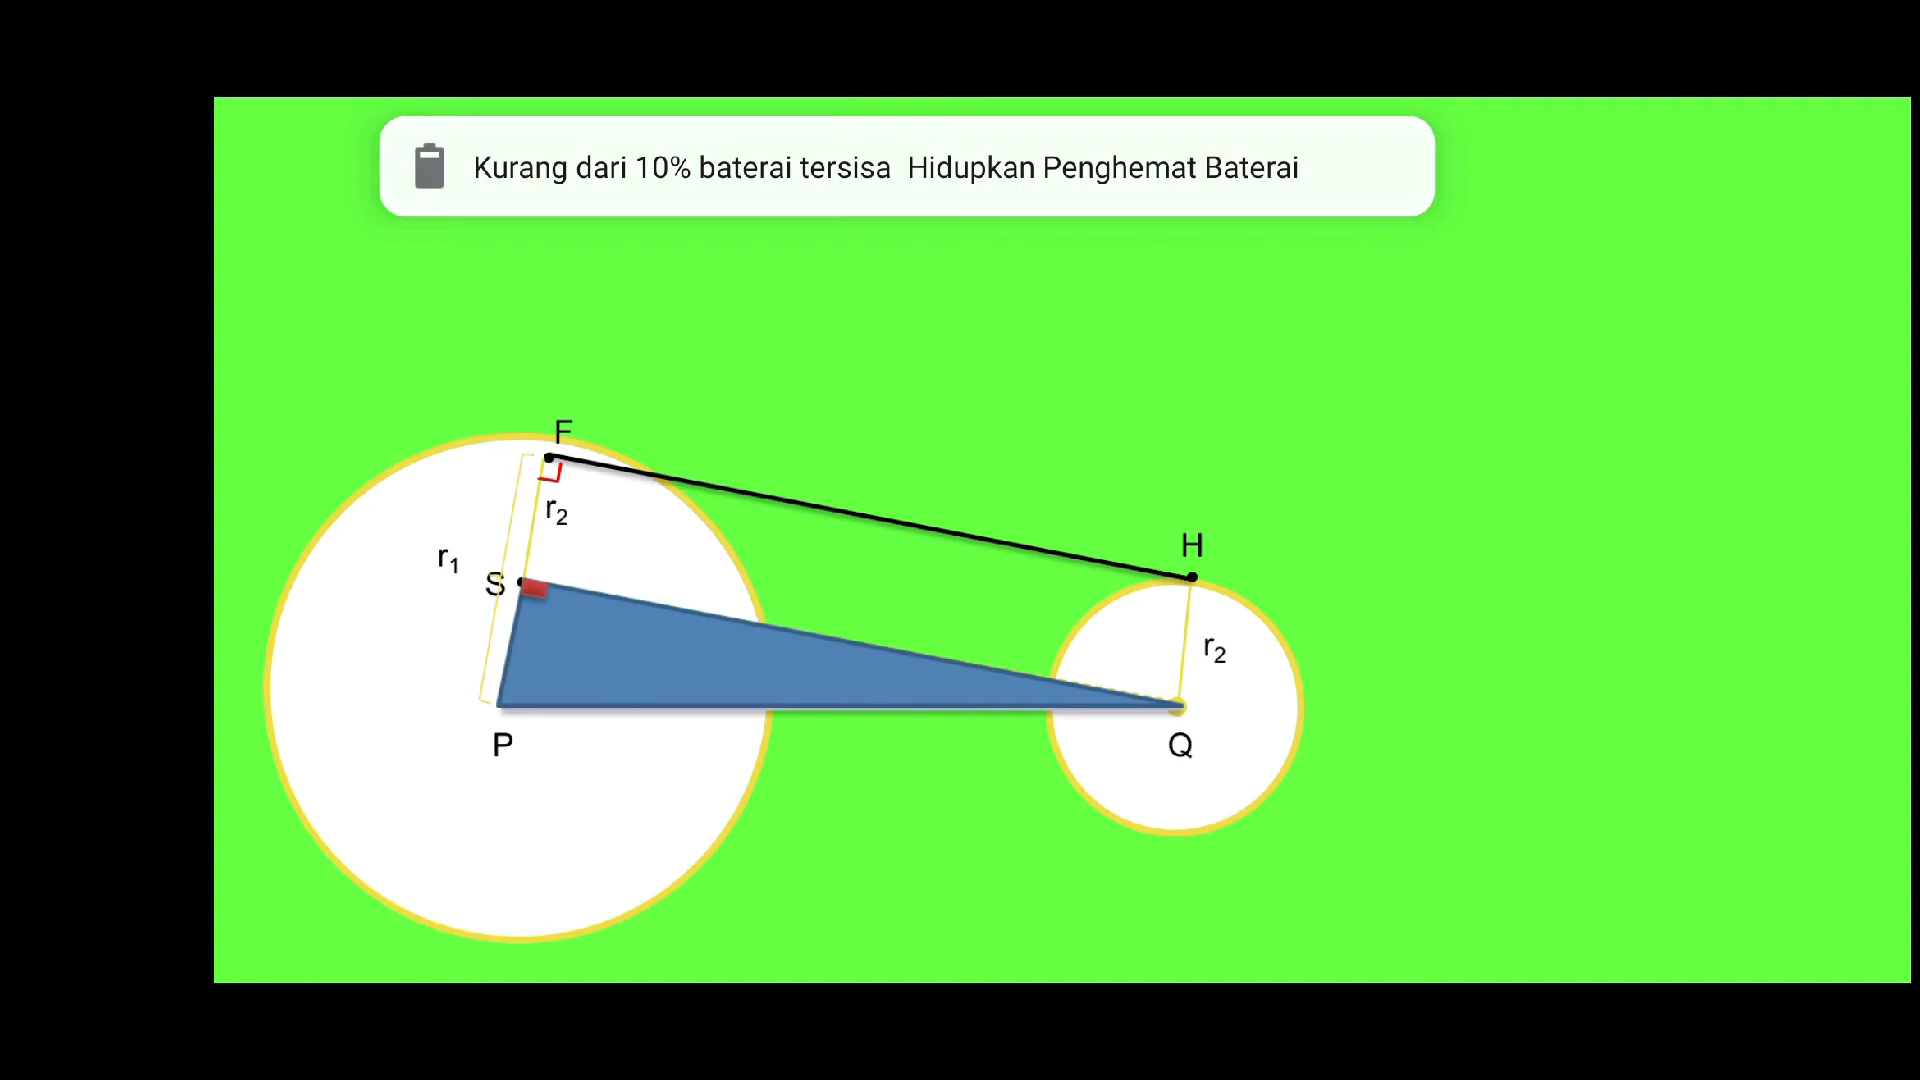 Kurang dari 10% baterai tersisa  Hidupkan Penghemat Baterai
F
r₂
H
r₁
S
r₂
P
Q